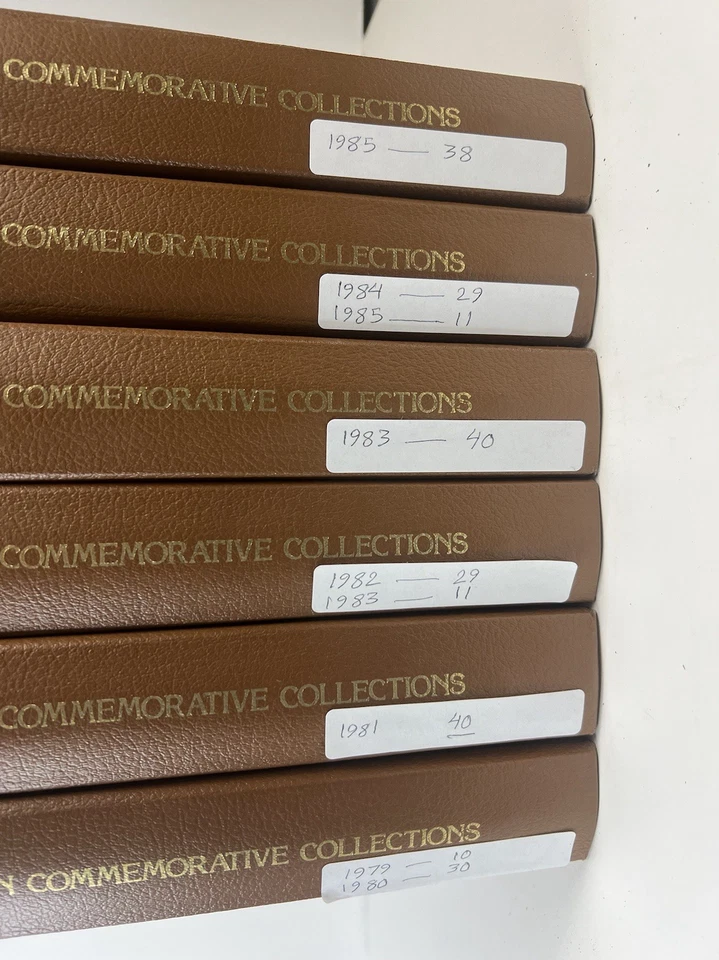 COMMEMORATIVE COLLECTIONS
1985 — 38
COMMEMORATIVE COLLECTIONS
1984 — 29
1985 — 11
COMMEMORATIVE COLLECTIONS
1983 — 40
COMMEMORATIVE COLLECTIONS
1982 — 29
1983 — 11
COMMEMORATIVE COLLECTIONS
1981 40
N COMMEMORATIVE COLLECTIONS
1979 — 10
1980 — 30